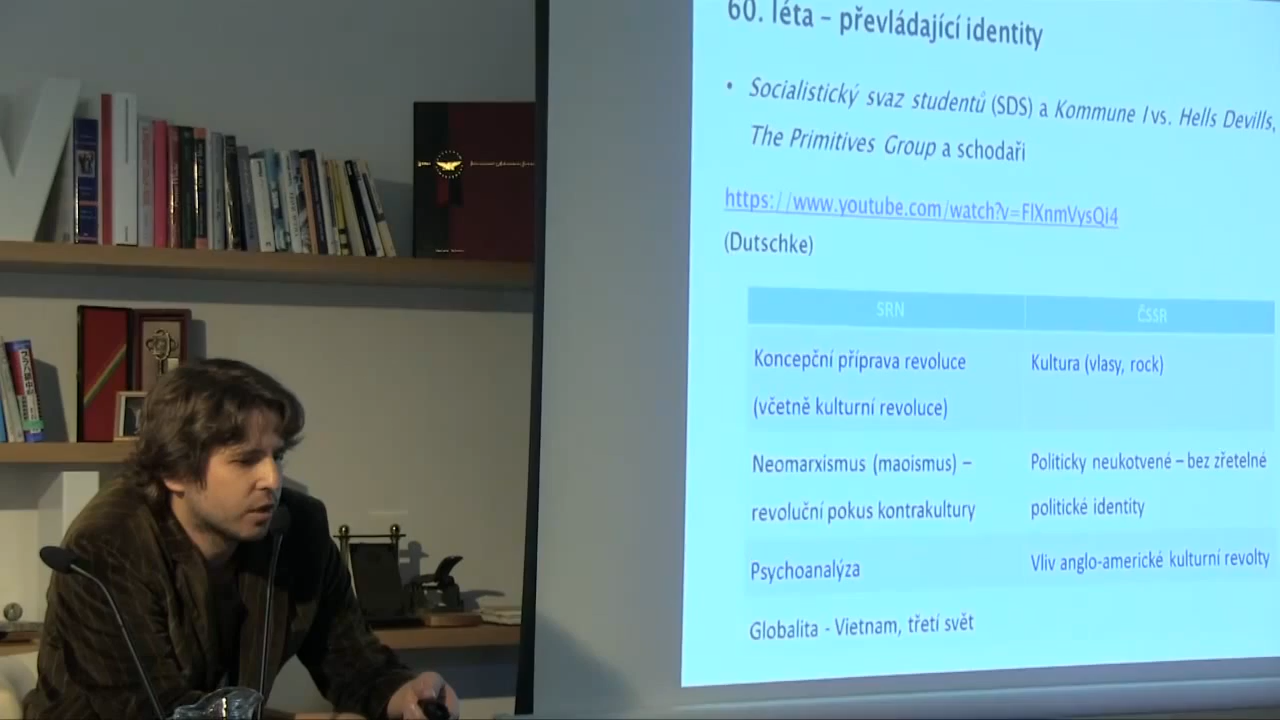 60. léta – převládající identity
• Socialistický svaz studentů (SDS) a Kommune I vs. Hells Devills,
The Primitives Group a schodaři
https://www.youtube.com/watch?v=FlXnmVysQi4
(Dutschke)
SRN ČSSR
Koncepční příprava revoluce Kultura (vlasy, rock)
(včetně kulturní revoluce)
Neomarxismus (maoismus) – Politicky neukotvené – bez zřetelné
revoluční pokus kontrakultury politické identity
Psychoanalýza Vliv anglo-americké kulturní revolty
Globalita - Vietnam, třetí svět